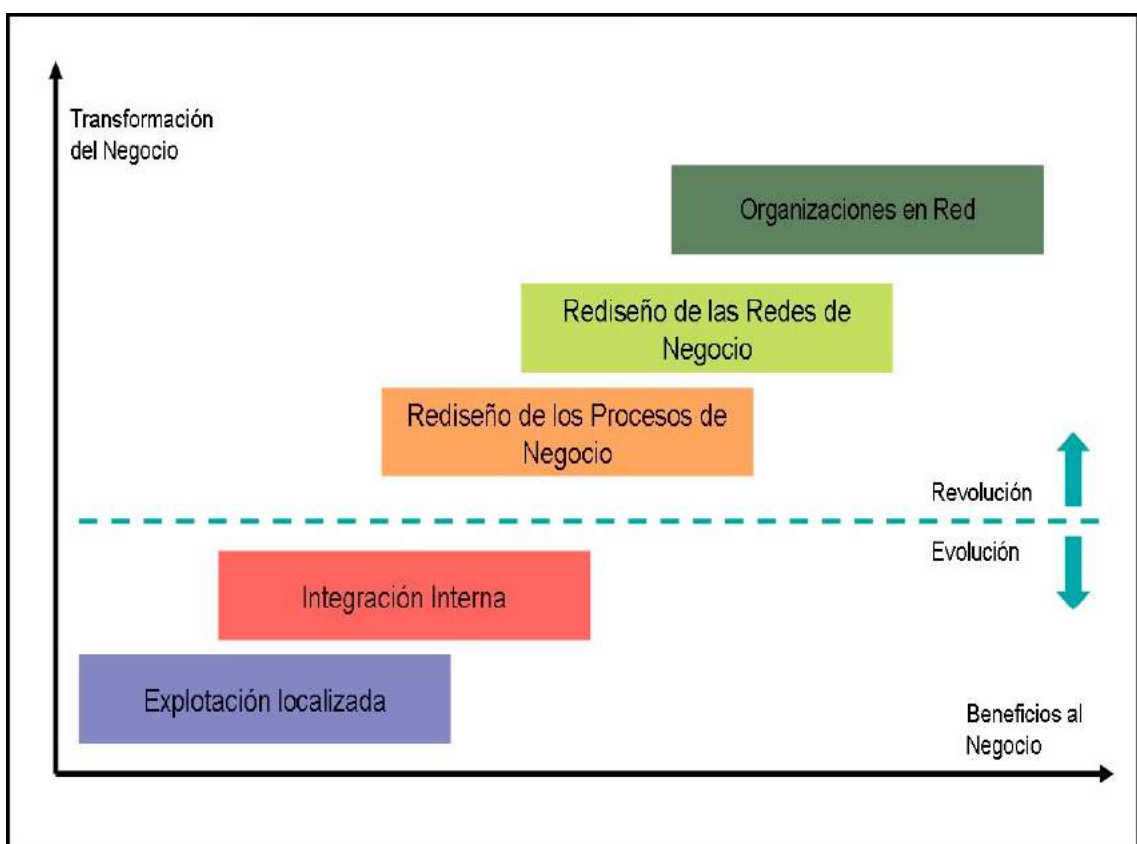 Transformación
del Negocio
Organizaciones en Red
Rediseño de las Redes de
Negocio
Rediseño de los Procesos de
Negocio
Revolución
Evolución
Integración Interna
Explotación localizada
Beneficios al
Negocio